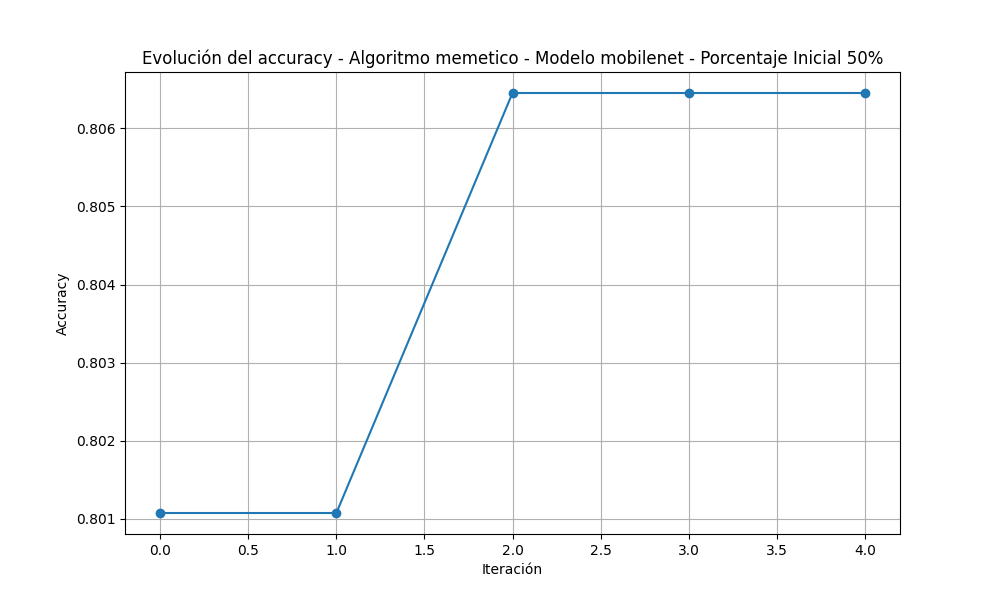 Evolución del accuracy - Algoritmo memetico - Modelo mobilenet - Porcentaje Inicial 50%
0.806
0.805
0.804
0.803
0.802
0.801
Accuracy
0.0 0.5 1.0 1.5 2.0 2.5 3.0 3.5 4.0
Iteración